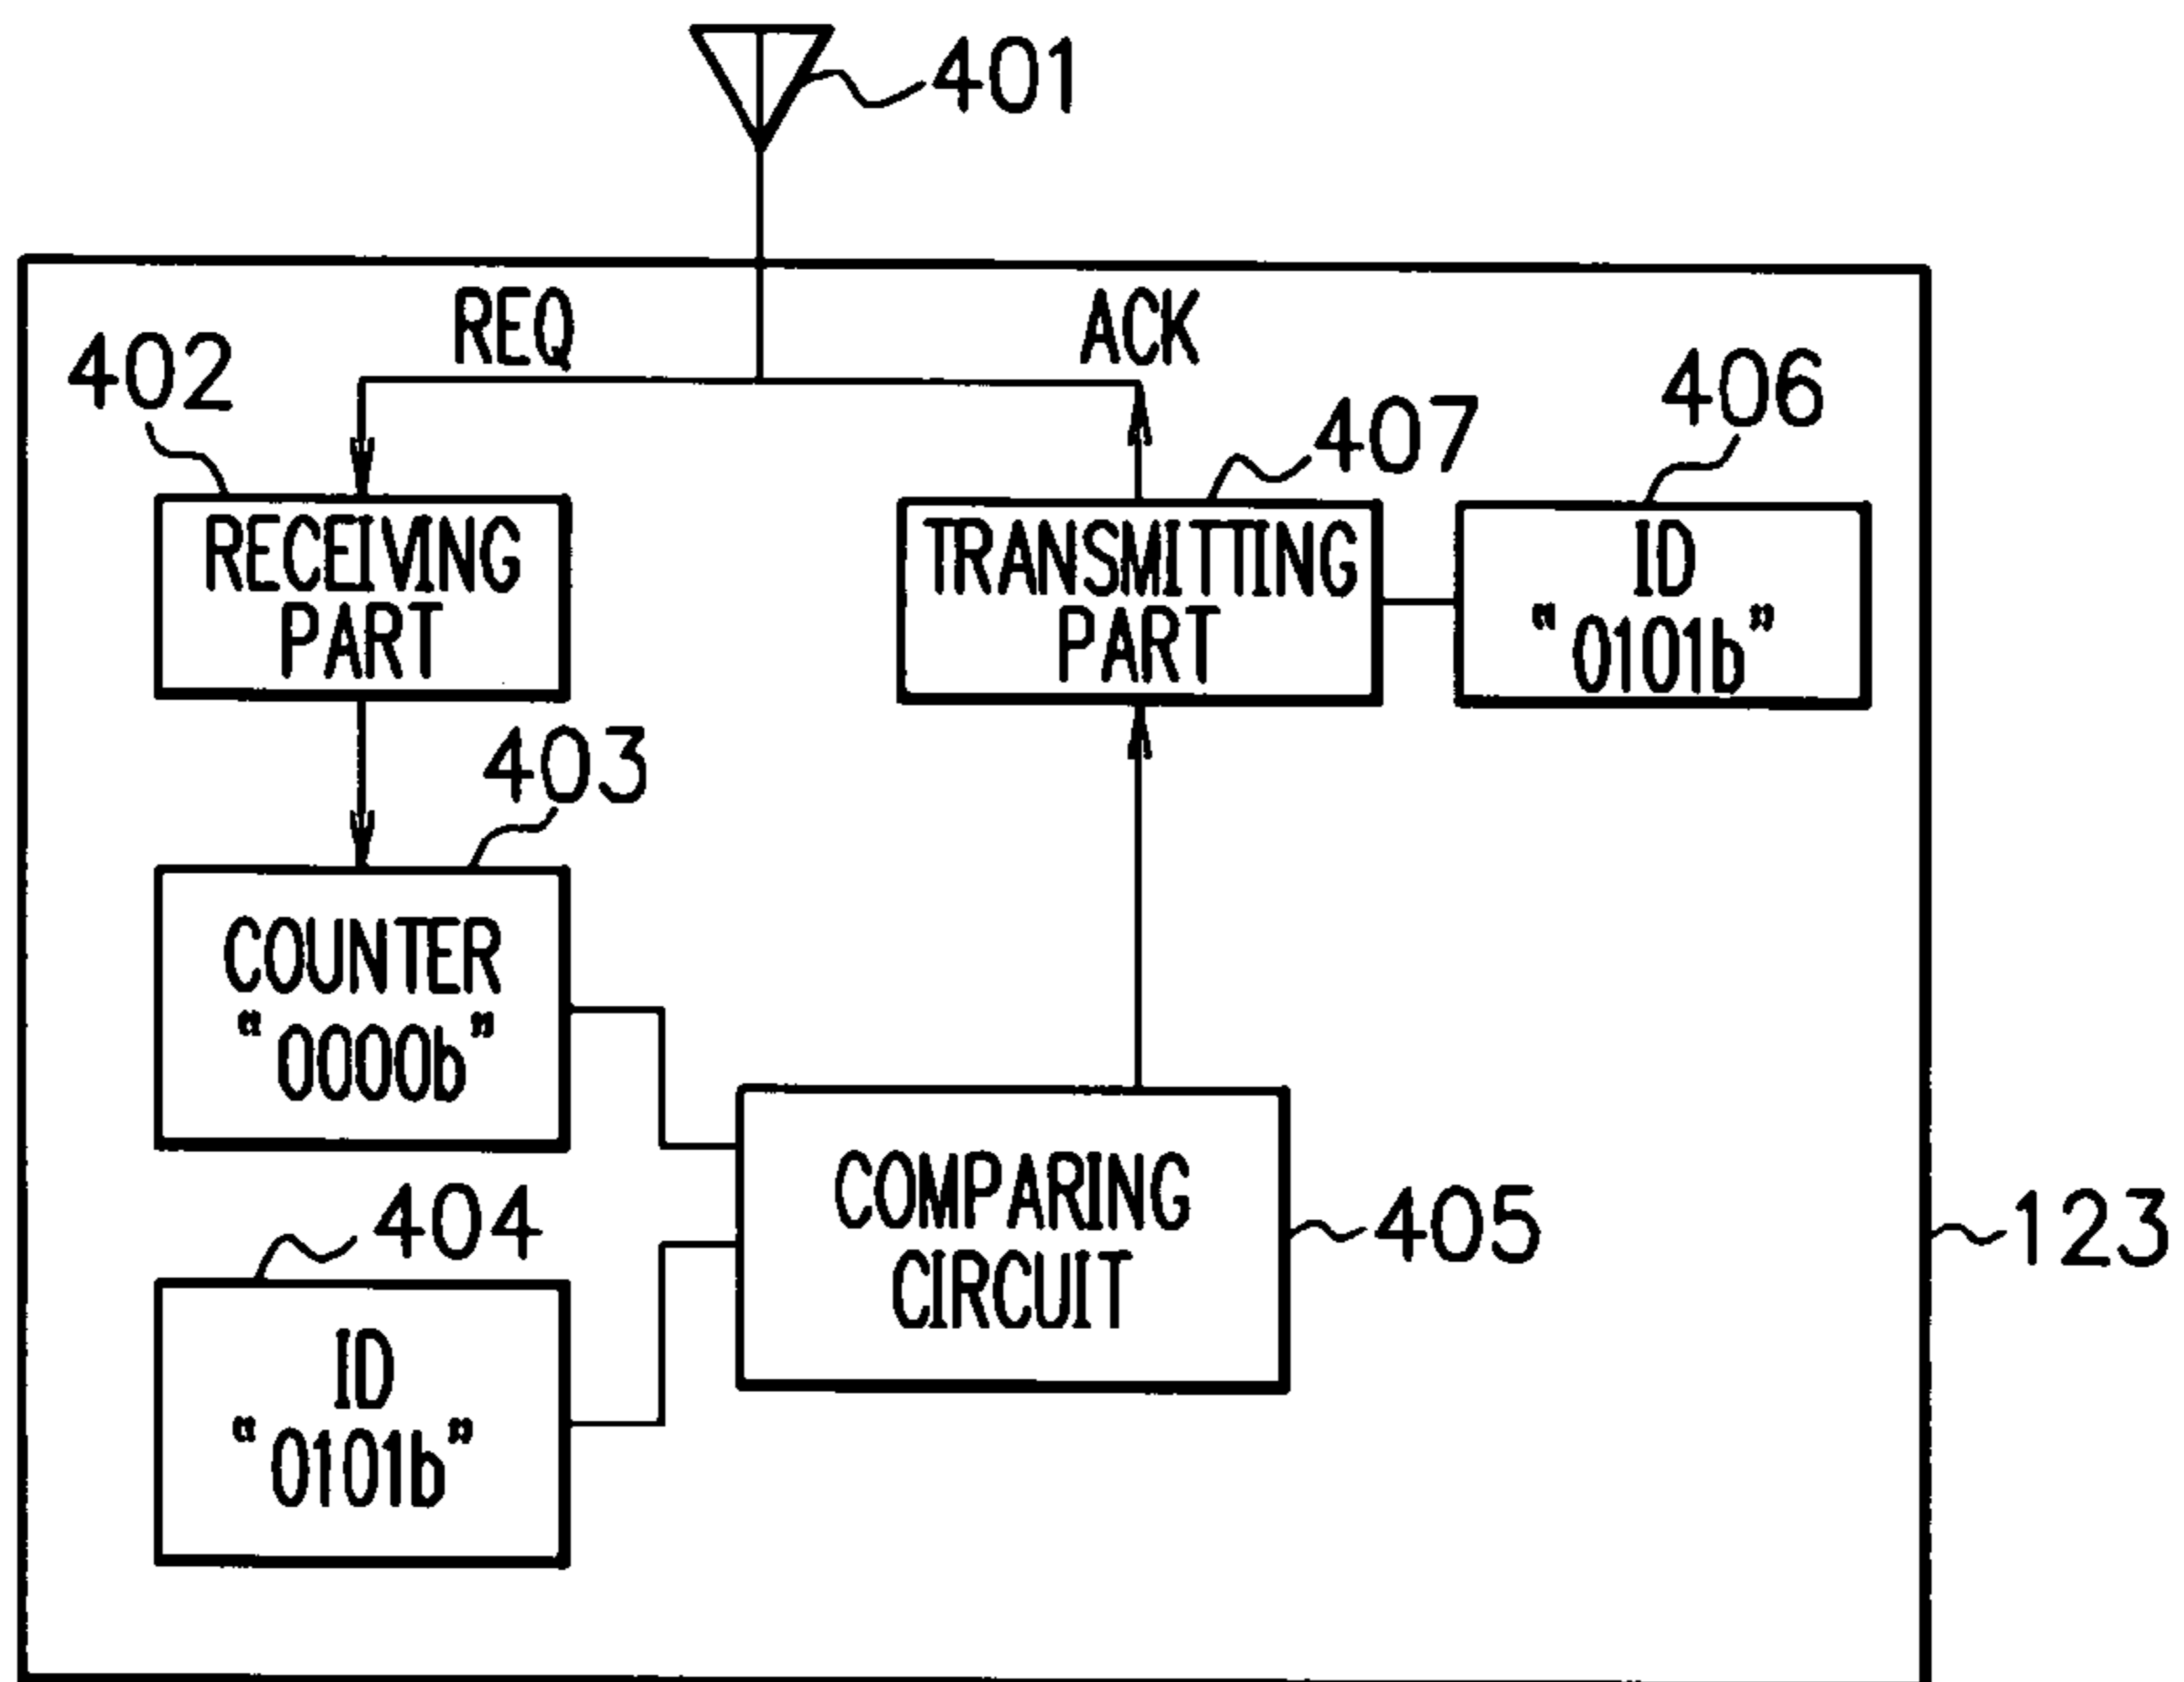 401
REQ
ACK
402
406
407
RECEIVING
PART
TRANSMITTING
PART
ID
“0101b”
403
COUNTER
“0000b”
404
COMPARING
CIRCUIT
405
123
ID
“0101b”